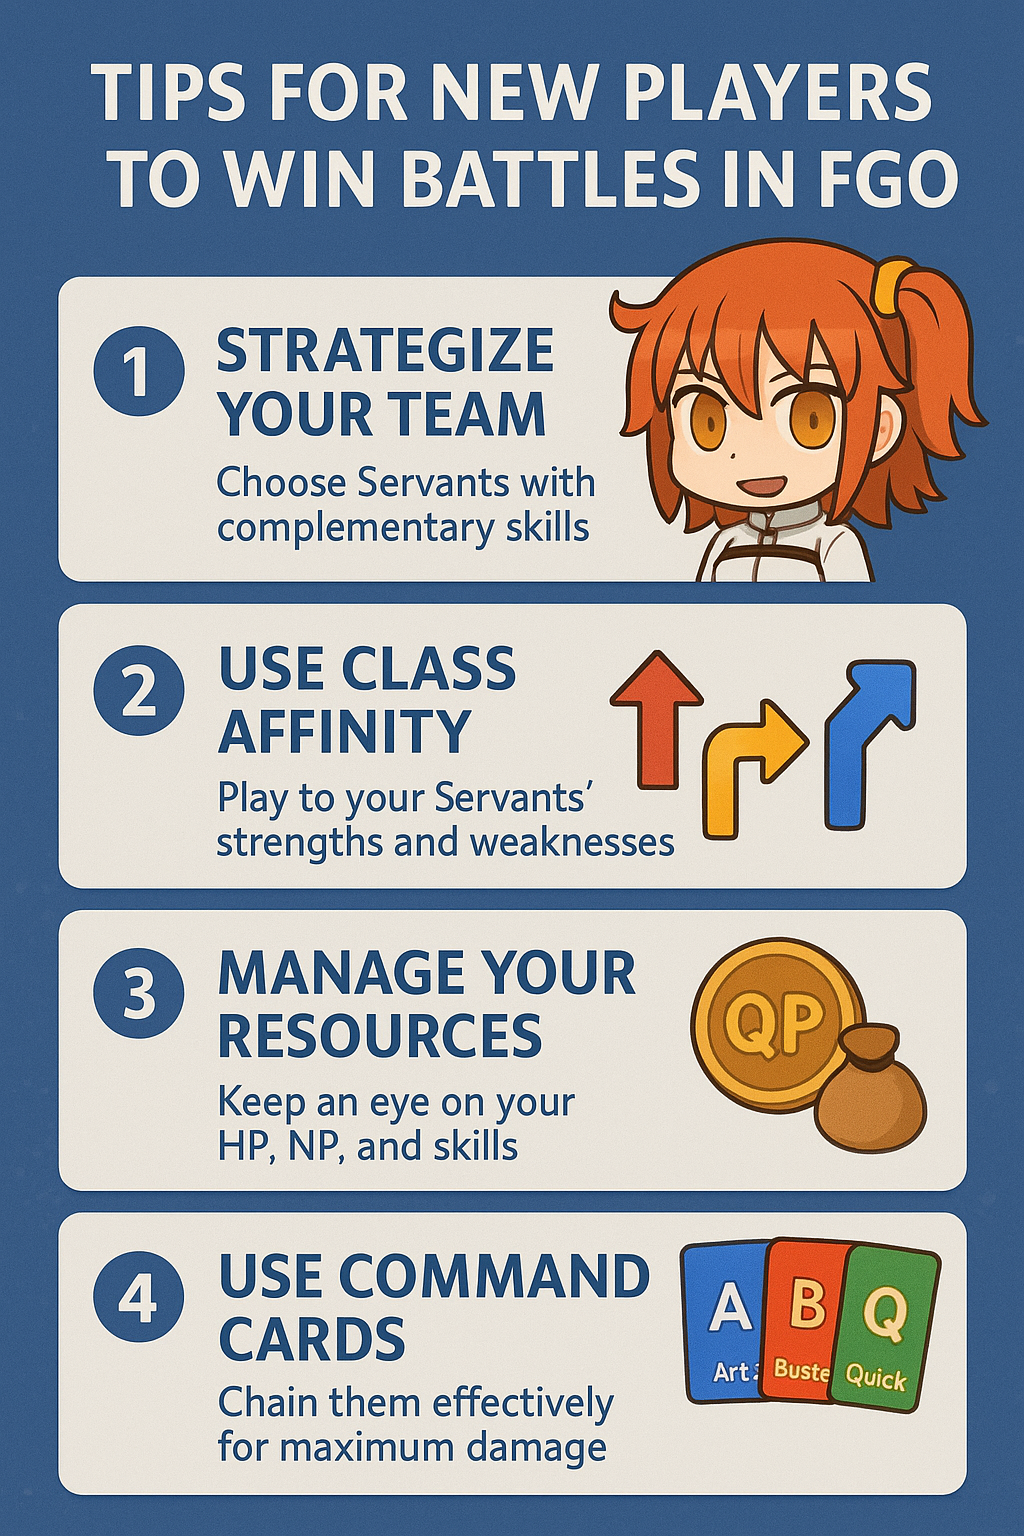 TIPS FOR NEW PLAYERS
TO WIN BATTLES IN FGO
1
STRATEGIZE
YOUR TEAM
Choose Servants with
complementary skills
2
USE CLASS
AFFINITY
Play to your Servants’
strengths and weaknesses
3
MANAGE YOUR
RESOURCES
Keep an eye on your
HP, NP, and skills
QP
4
USE COMMAND
CARDS
Chain them effectively
for maximum damage
A
Art
B
Buste
Q
Quick